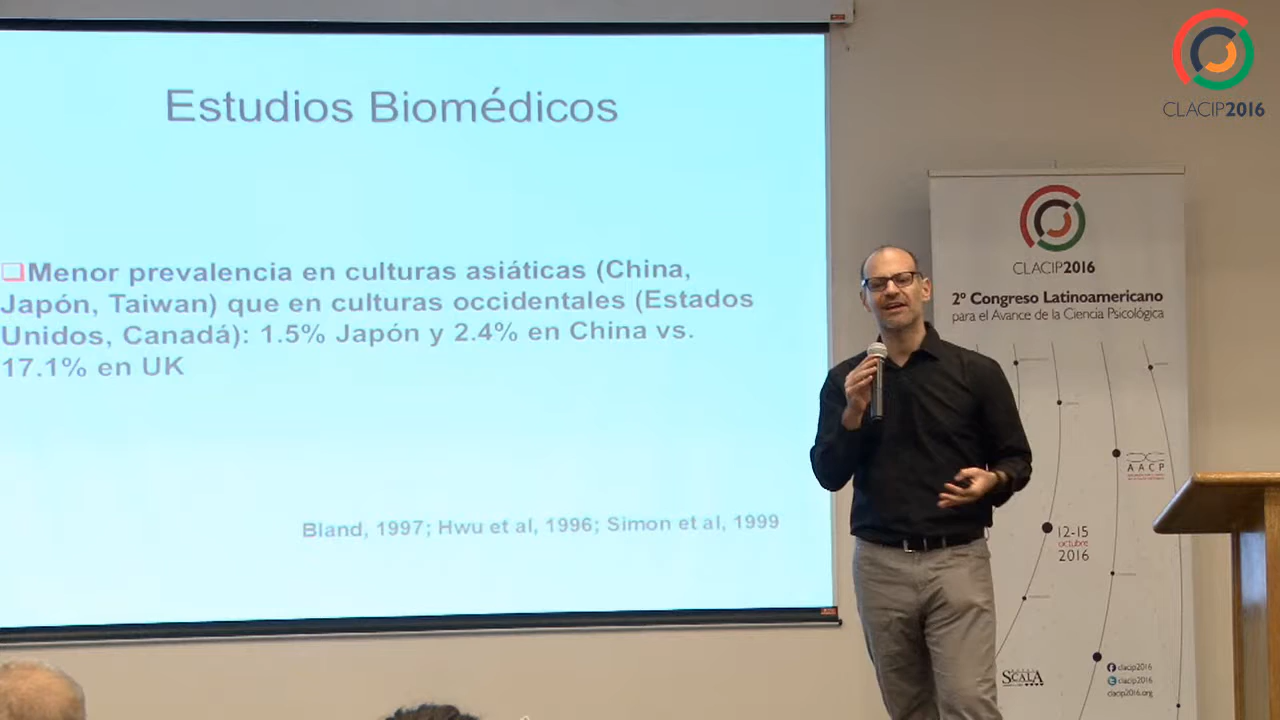 Estudios Biomédicos
Menor prevalencia en culturas asiáticas (China,
Japón, Taiwan) que en culturas occidentales (Estados
Unidos, Canadá): 1.5% Japón y 2.4% en China vs.
17.1% en UK
Bland, 1997; Hwu et al, 1996; Simon et al, 1999
CLACIP2016
CLACIP2016
2º Congreso Latinoamericano
para el Avance de la Ciencia Psicológica
AACP
12-15
octubre
2016
SCALA
clacip2016
clacip2016
clacip2016.org